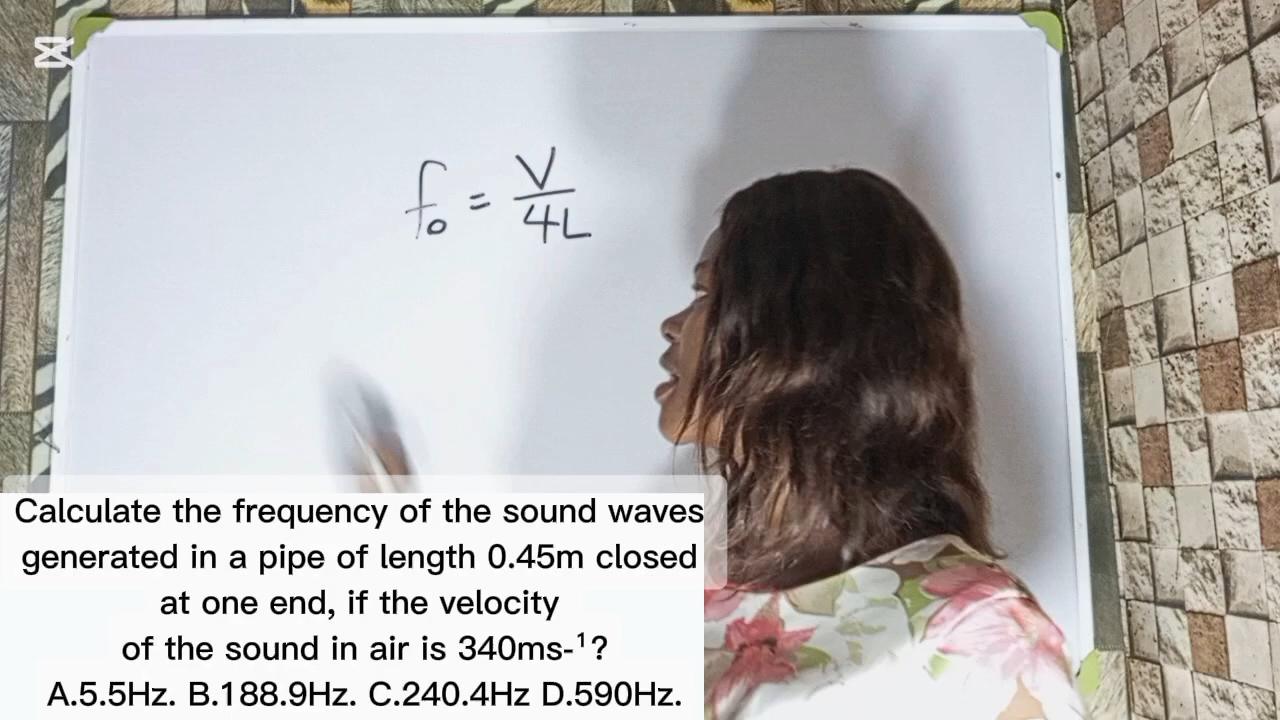 f₀ = V/4L
Calculate the frequency of the sound waves
generated in a pipe of length 0.45m closed
at one end, if the velocity
of the sound in air is 340ms-¹?
A.5.5Hz. B.188.9Hz. C.240.4Hz D.590Hz.